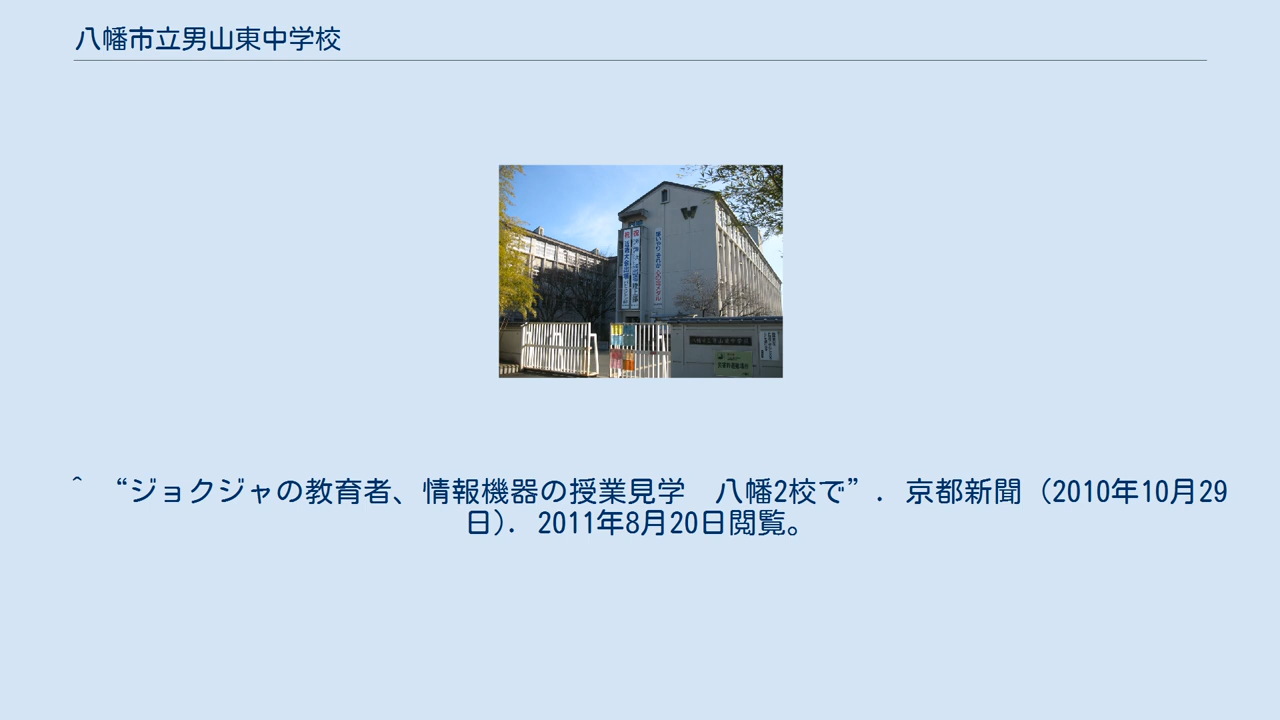 八幡市立男山東中学校
^ “ジョクジャの教育者、情報機器の授業見学　八幡2校で”. 京都新聞 (2010年10月29
日). 2011年8月20日閲覧。